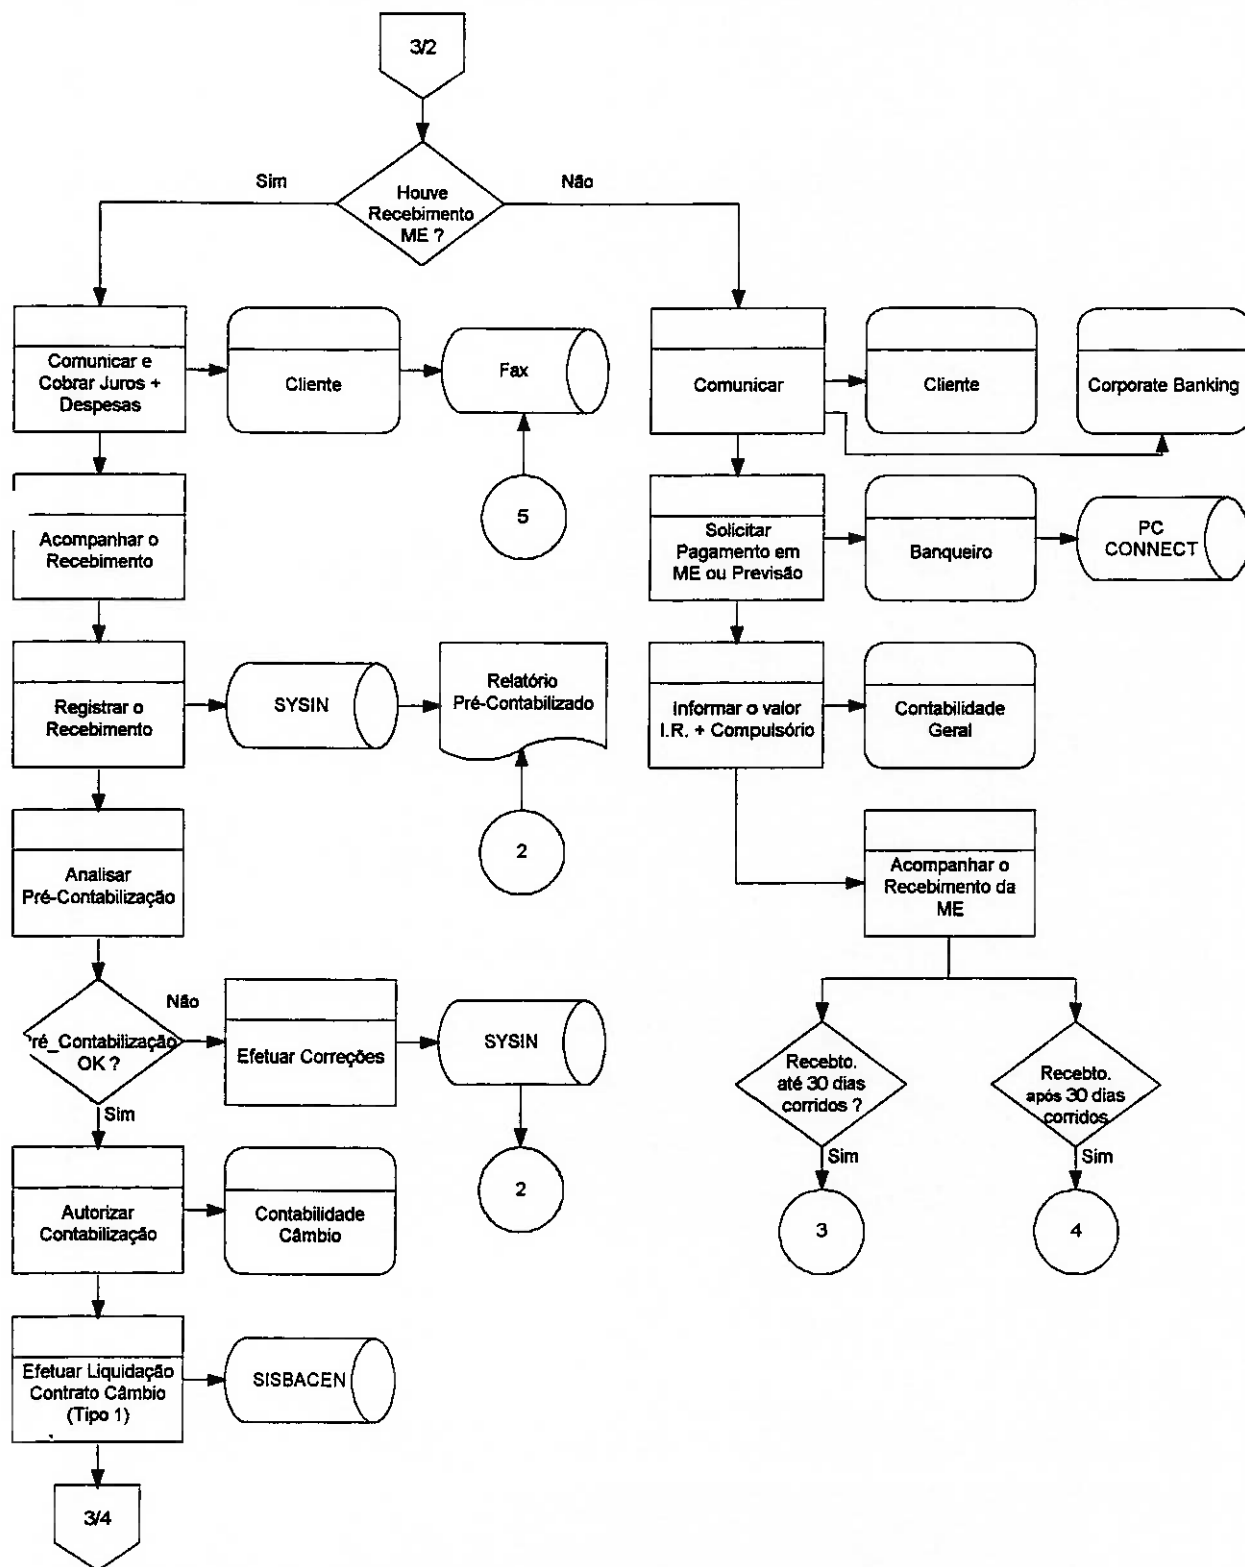 3/2
Houve
Recebimento
ME ?
Sim
Não
Comunicar e
Cobrar Juros +
Despesas
Cliente
Fax
5
Acompanhar o
Recebimento
Registrar o
Recebimento
SYSIN
Relatório
Pré-Contabilizado
2
Analisar
Pré-Contabilização
ré_Contabilização
OK ?
Não
Sim
Efetuar Correções
SYSIN
2
Autorizar
Contabilização
Contabilidade
Câmbio
Efetuar Liquidação
Contrato Câmbio
(Tipo 1)
SISBACEN
3/4
Comunicar
Cliente
Corporate Banking
Solicitar
Pagamento em
ME ou Previsão
Banqueiro
PC
CONNECT
Informar o valor
I.R. + Compulsório
Contabilidade
Geral
Acompanhar o
Recebimento da
ME
Recebto.
até 30 dias
corridos ?
Sim
3
Recebto.
após 30 dias
corridos
Sim
4